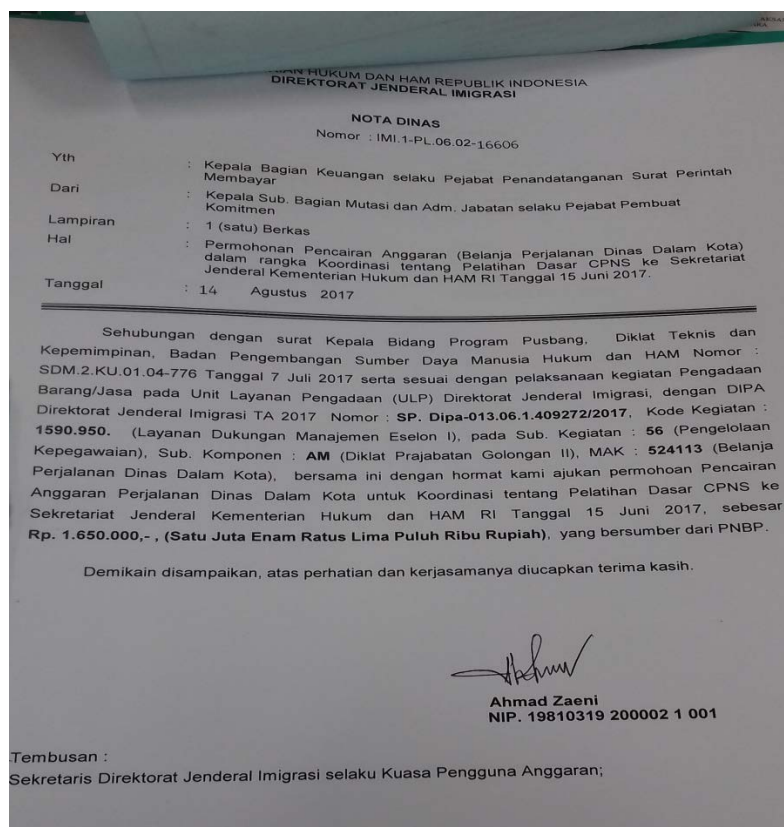 HUKUM DAN HAM REPUBLIK INDONESIA
DIREKTORAT JENDERAL IMIGRASI
NOTA DINAS
Nomor : IMI.1-PL.06.02-16606
Yth : Kepala Bagian Keuangan selaku Pejabat Penandatanganan Surat Perintah
Membayar
Dari : Kepala Sub. Bagian Mutasi dan Adm. Jabatan selaku Pejabat Pembuat
Komitmen
Lampiran : 1 (satu) Berkas
Hal : Permohonan Pencairan Anggaran (Belanja Perjalanan Dinas Dalam Kota)
dalam rangka Koordinasi tentang Pelatihan Dasar CPNS ke Sekretariat
Jenderal Kementerian Hukum dan HAM RI Tanggal 15 Juni 2017.
Tanggal : 14 Agustus 2017
Sehubungan dengan surat Kepala Bidang Program Pusbang, Diklat Teknis dan
Kepemimpinan, Badan Pengembangan Sumber Daya Manusia Hukum dan HAM Nomor :
SDM.2.KU.01.04-776 Tanggal 7 Juli 2017 serta sesuai dengan pelaksanaan kegiatan Pengadaan
Barang/Jasa pada Unit Layanan Pengadaan (ULP) Direktorat Jenderal Imigrasi, dengan DIPA
Direktorat Jenderal Imigrasi TA 2017 Nomor : SP. Dipa-013.06.1.409272/2017, Kode Kegiatan :
1590.950. (Layanan Dukungan Manajemen Eselon I), pada Sub. Kegiatan : 56 (Pengelolaan
Kepegawaian), Sub. Komponen : AM (Diklat Prajabatan Golongan II), MAK : 524113 (Belanja
Perjalanan Dinas Dalam Kota), bersama ini dengan hormat kami ajukan permohoan Pencairan
Anggaran Perjalanan Dinas Dalam Kota untuk Koordinasi tentang Pelatihan Dasar CPNS ke
Sekretariat Jenderal Kementerian Hukum dan HAM RI Tanggal 15 Juni 2017, sebesar
Rp. 1.650.000,- , (Satu Juta Enam Ratus Lima Puluh Ribu Rupiah), yang bersumber dari PNBP.
Demikain disampaikan, atas perhatian dan kerjasamanya diucapkan terima kasih.
Ahmad Zaeni
NIP. 19810319 200002 1 001
Tembusan :
Sekretaris Direktorat Jenderal Imigrasi selaku Kuasa Pengguna Anggaran;